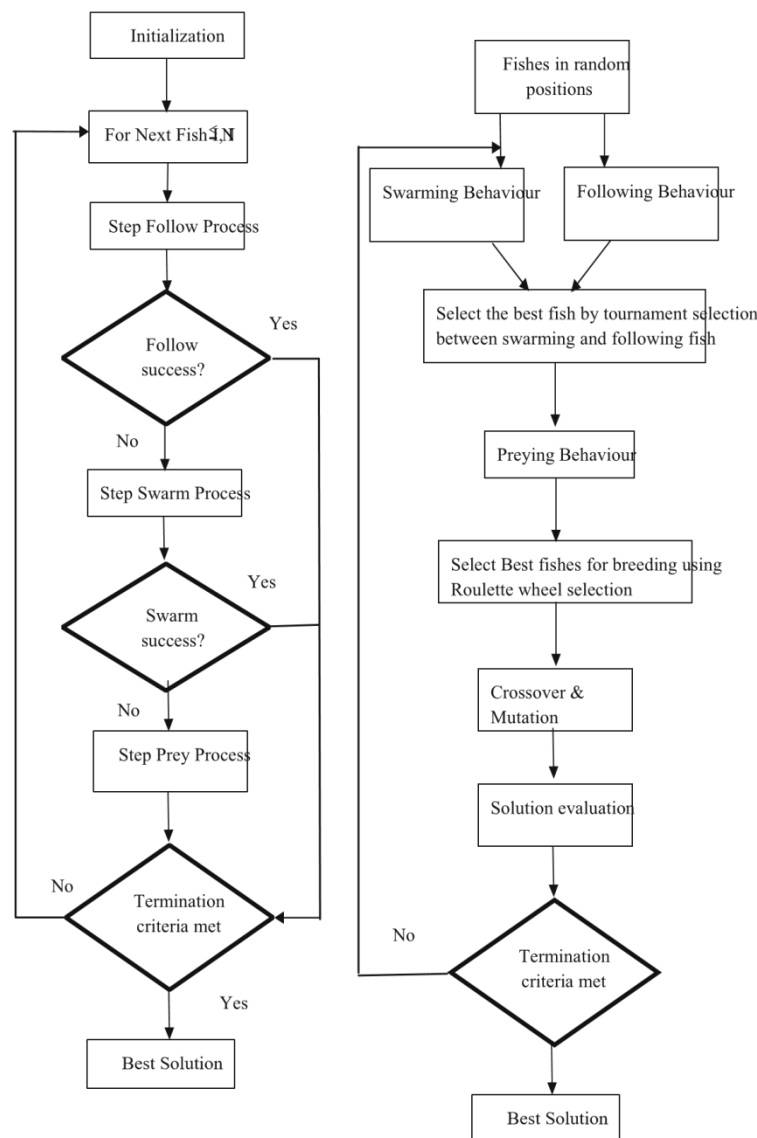 Initialization
For Next Fish
Step Follow Process
Follow
success?
Yes
No
Step Swarm Process
Swarm
success?
Yes
No
Step Prey Process
Termination
criteria met
No
Yes
Best Solution
Fishes in random
positions
Swarming Behaviour
Following Behaviour
Select the best fish by tournament selection
between swarming and following fish
Preying Behaviour
Select Best fishes for breeding using
Roulette wheel selection
Crossover &
Mutation
Solution evaluation
Termination
criteria met
No
Best Solution